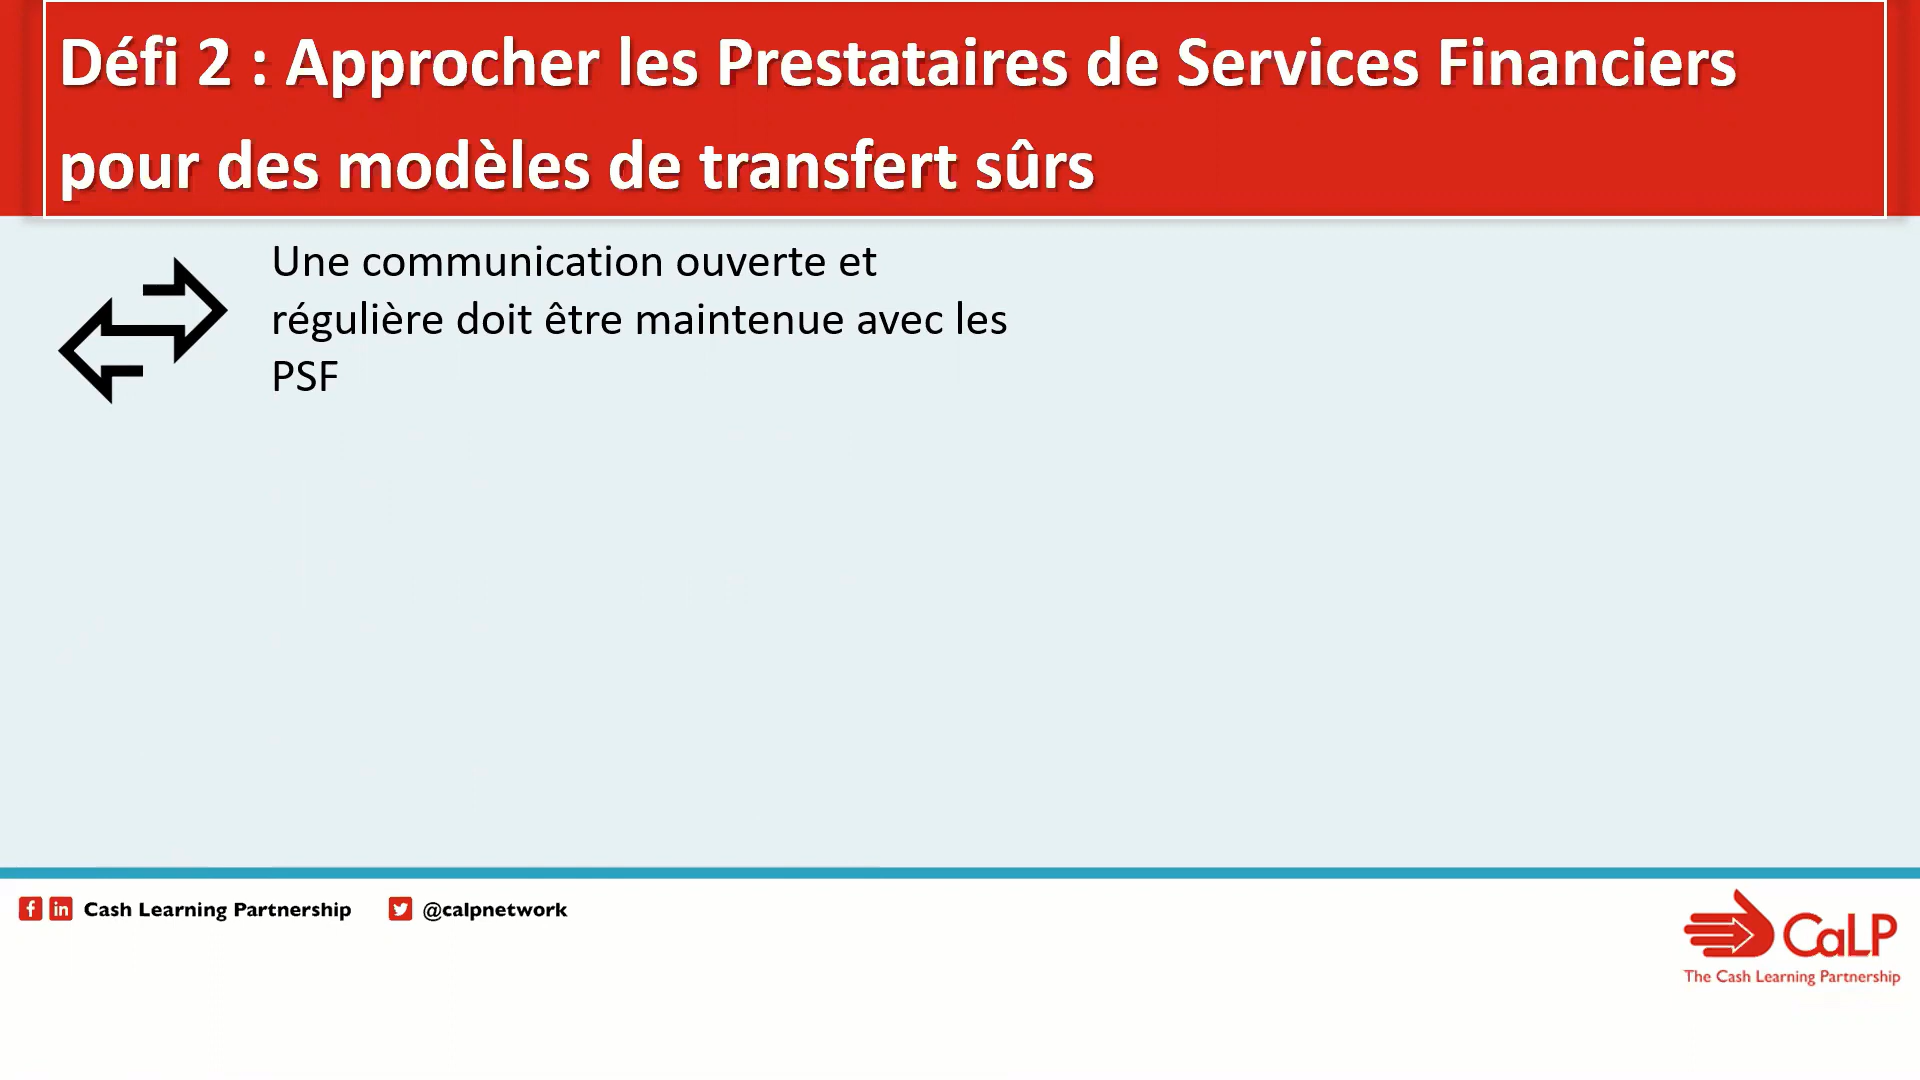 Défi 2 : Approcher les Prestataires de Services Financiers
pour des modèles de transfert sûrs
Une communication ouverte et
régulière doit être maintenue avec les
PSF
Cash Learning Partnership
@calpnetwork
CaLP
The Cash Learning Partnership